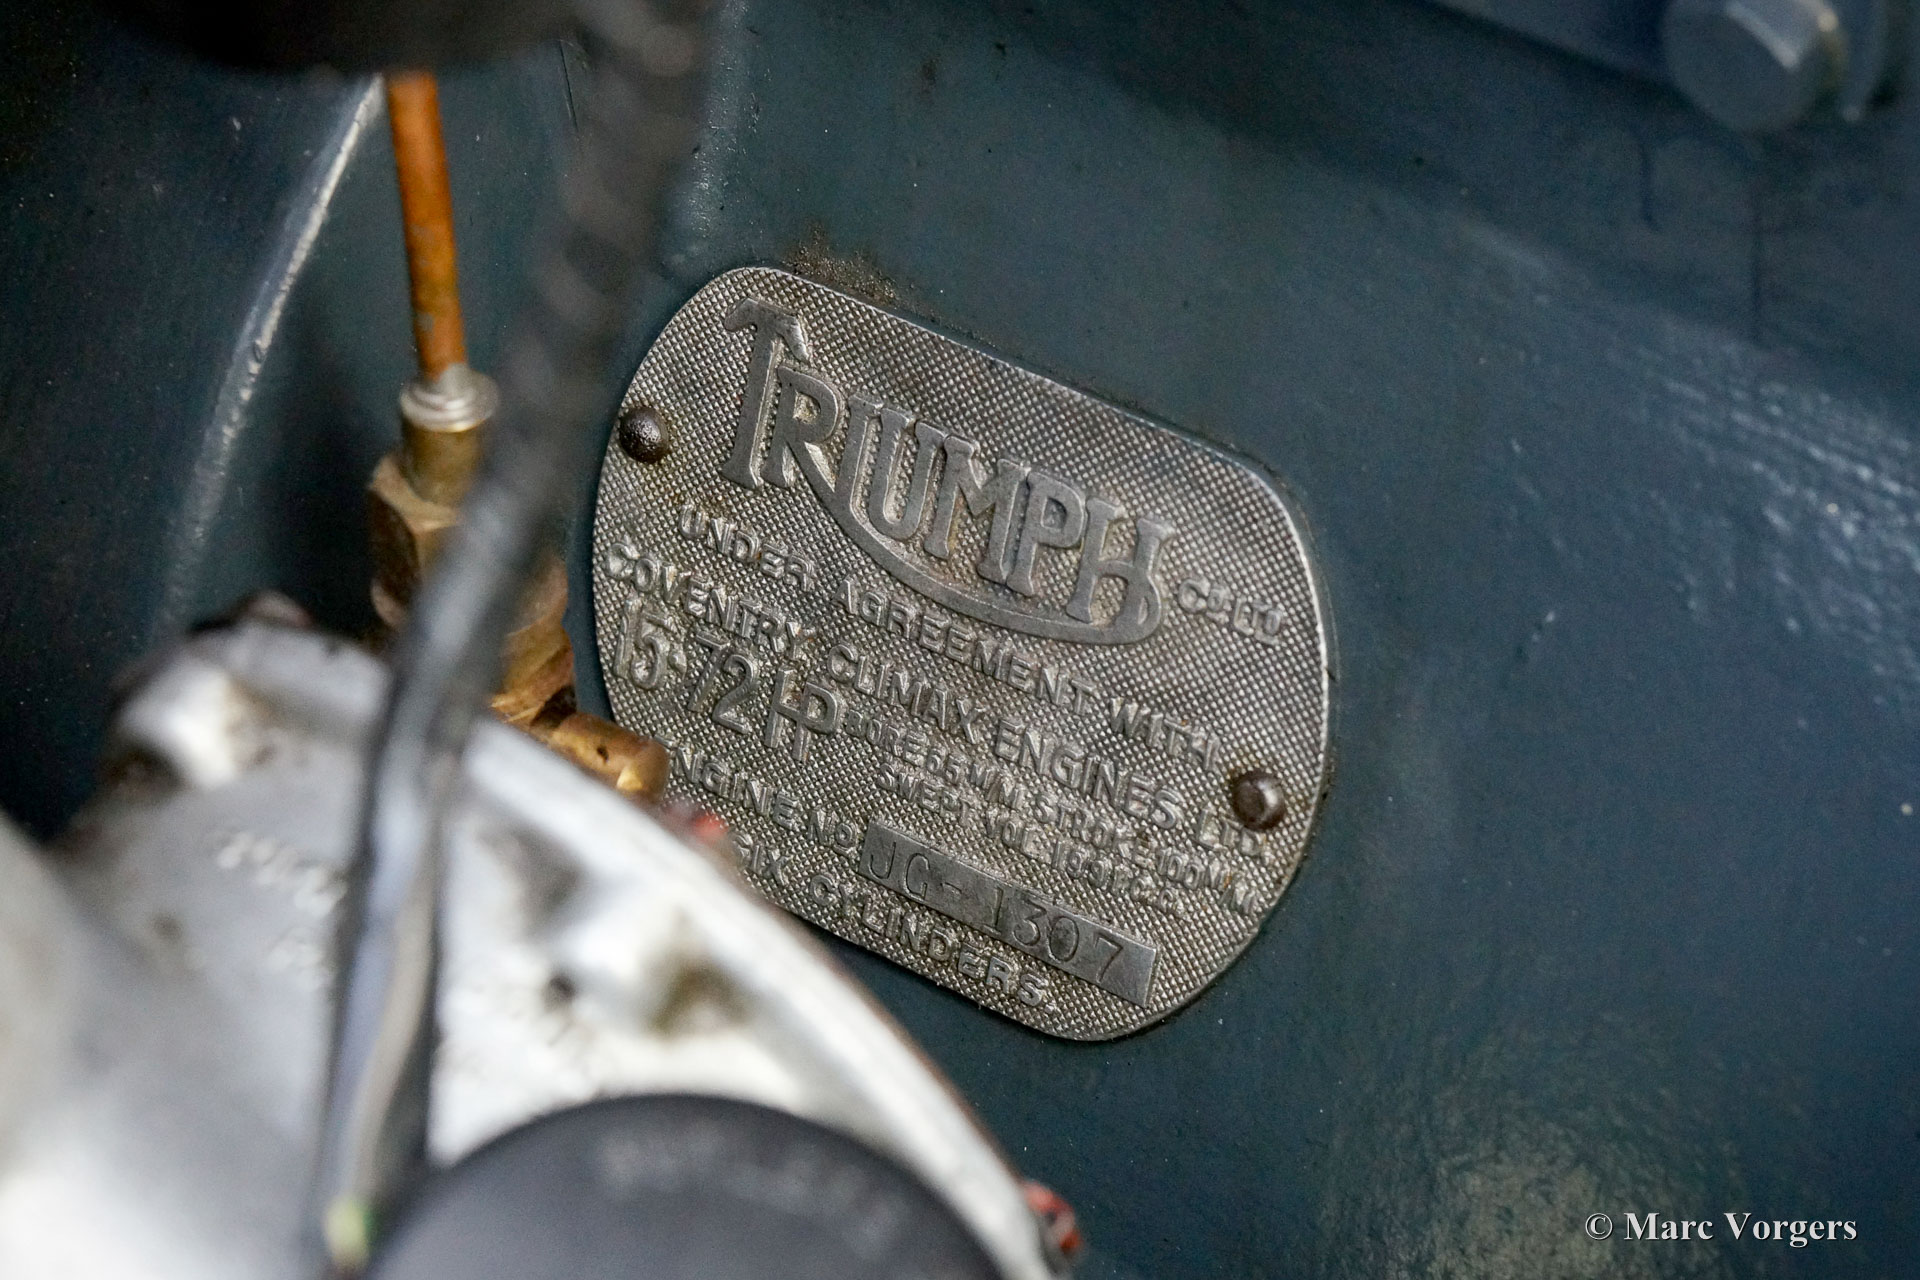 TRIUMPH Co LTD
UNDER AGREEMENT WITH
COVENTRY CLIMAX ENGINES LTD.
15·72 HP BORE 65 M/M STROKE 100 M/M
SWEPT VOL 1991 C.C.
ENGINE NO. JG-1307
SIX CYLINDERS.
© Marc Vorgers